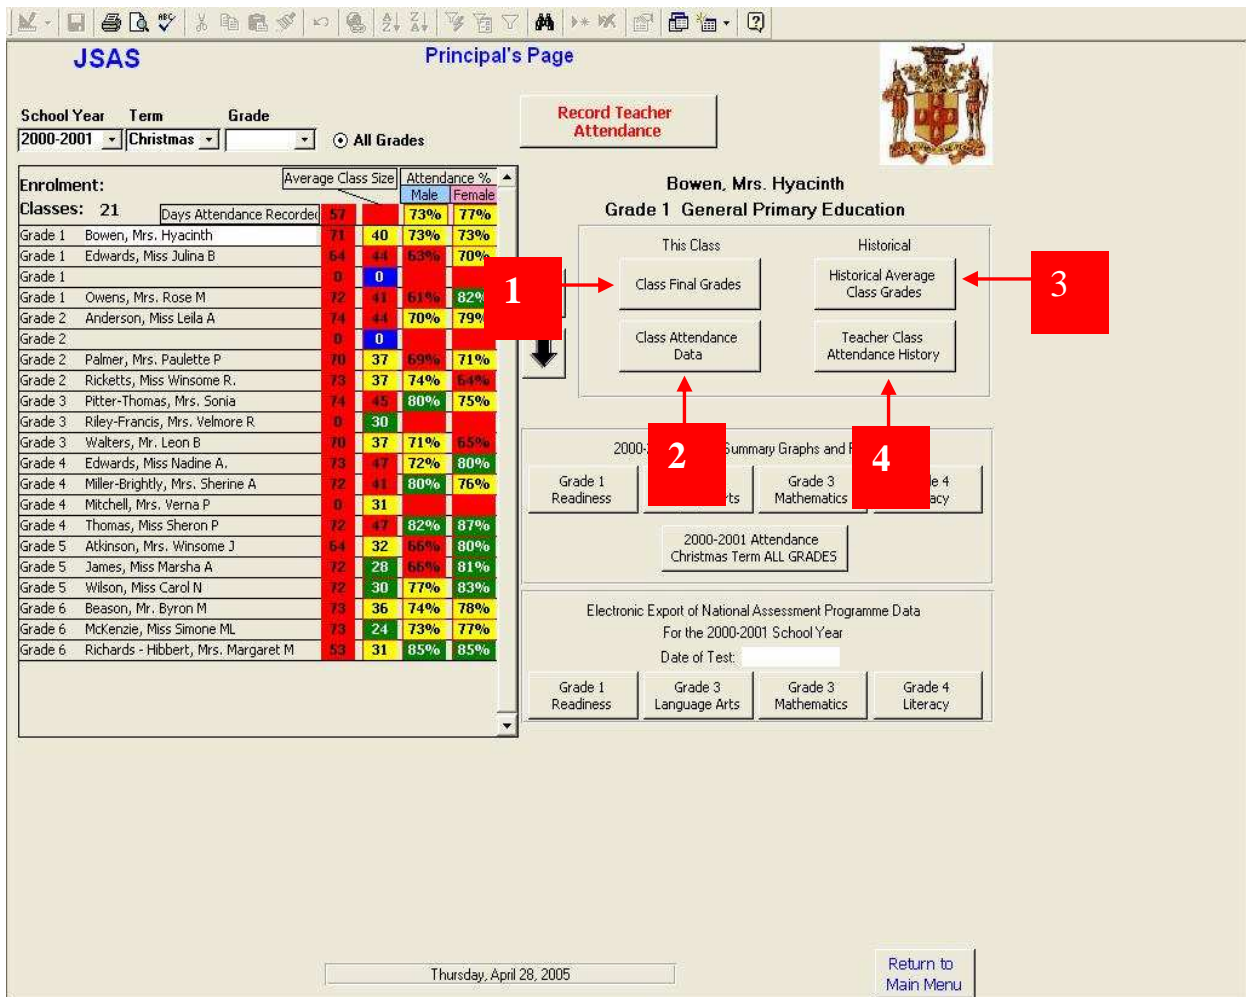 JSAS
Principal's Page
School Year Term Grade
2000-2001 Christmas All Grades
Record Teacher
Attendance
Enrolment:
Average Class Size Attendance %
Male Female
Classes: 21 Days Attendance Recorded 57 73% 77%
Grade 1 Bowen, Mrs. Hyacinth 71 40 73% 73%
Grade 1 Edwards, Miss Julina B 64 44 63% 70%
Grade 1 0 0
Grade 1 Owens, Mrs. Rose M 72 41 61% 82%
Grade 2 Anderson, Miss Leila A 74 44 70% 79%
Grade 2 0 0
Grade 2 Palmer, Mrs. Paulette P 70 37 69% 71%
Grade 2 Ricketts, Miss Winsome R. 73 37 74% 64%
Grade 3 Pitter-Thomas, Mrs. Sonia 74 45 80% 75%
Grade 3 Riley-Francis, Mrs. Velmore R 0 30
Grade 3 Walters, Mr. Leon B 70 37 71% 65%
Grade 4 Edwards, Miss Nadine A. 73 47 72% 80%
Grade 4 Miller-Brightly, Mrs. Sherine A 72 41 80% 76%
Grade 4 Mitchell, Mrs. Verna P 0 31
Grade 4 Thomas, Miss Sheron P 72 47 82% 87%
Grade 5 Atkinson, Mrs. Winsome J 64 32 66% 80%
Grade 5 James, Miss Marsha A 72 28 66% 81%
Grade 5 Wilson, Miss Carol N 72 30 77% 83%
Grade 6 Beason, Mr. Byron M 73 36 74% 78%
Grade 6 McKenzie, Miss Simone ML 73 24 73% 77%
Grade 6 Richards - Hibbert, Mrs. Margaret M 53 31 85% 85%
Bowen, Mrs. Hyacinth
Grade 1 General Primary Education
This Class Historical
1
Class Final Grades
Historical Average
Class Grades
3
Class Attendance
Data
Teacher Class
Attendance History
2
4
2000- Summary Graphs and
Grade 1
Readiness
Grade 3
Mathematics
2000-2001 Attendance
Christmas Term ALL GRADES
Electronic Export of National Assessment Programme Data
For the 2000-2001 School Year
Date of Test:
Grade 1
Readiness
Grade 3
Language Arts
Grade 3
Mathematics
Grade 4
Literacy
Thursday, April 28, 2005
Return to
Main Menu